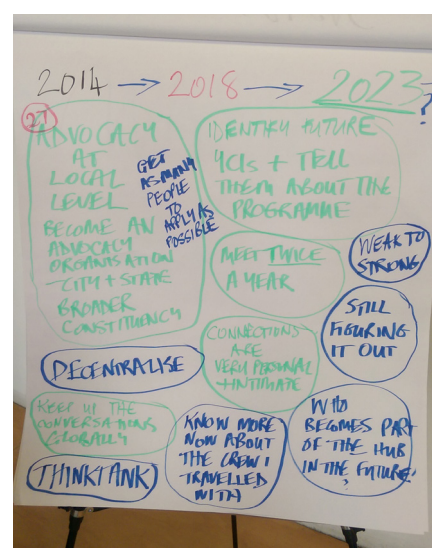 2014 → 2018 → 2023
?
27
ADVOCACY
AT
LOCAL
LEVEL
BECOME AN
ADVOCACY
ORGANISATION
CITY + STATE
BROADER
CONSTITUENCY
GET
AS MANY
PEOPLE
TO
APPLY AS
POSSIBLE
IDENTIFY FUTURE
YCIs + TELL
THEM ABOUT THE
PROGRAMME
MEET TWICE
A YEAR
WEAK TO
STRONG
STILL
FIGURING
IT OUT
CONNECTIONS
ARE
VERY PERSONAL
+ INTIMATE
DECENTRALISE
KEEP UP THE
CONVERSATIONS
GLOBALLY
THINKTANK
KNOW MORE
NOW ABOUT
THE CREW I
TRAVELLED
WITH
WHO
BECOMES PART
OF THE HUB
IN THE FUTURE
?